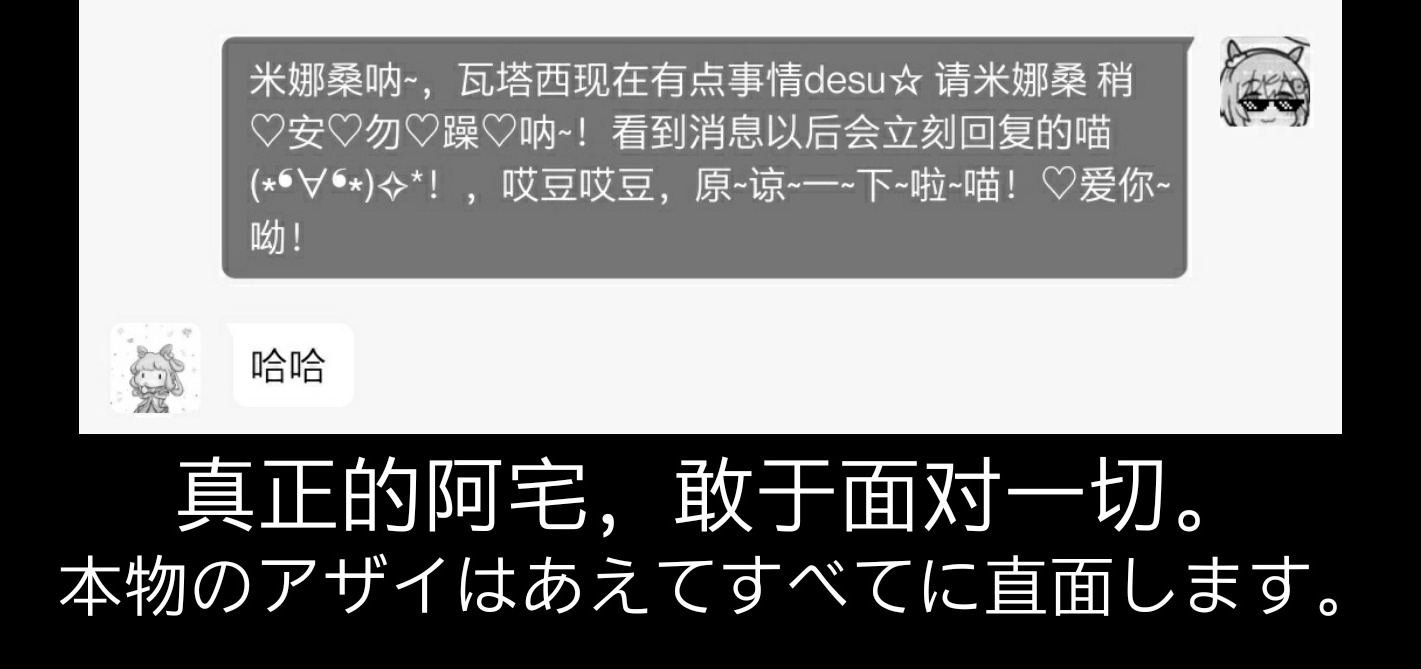 米娜桑呐~，瓦塔西现在有点事情desu☆ 请米娜桑 稍
♡安♡勿♡躁♡呐~！看到消息以后会立刻回复的喵
(*❛∀❛*)✧*！，哎豆哎豆，原~谅~一~下~啦~喵！♡爱你~
呦！
哈哈
真正的阿宅，敢于面对一切。
本物のアザイはあえてすべてに直面します。